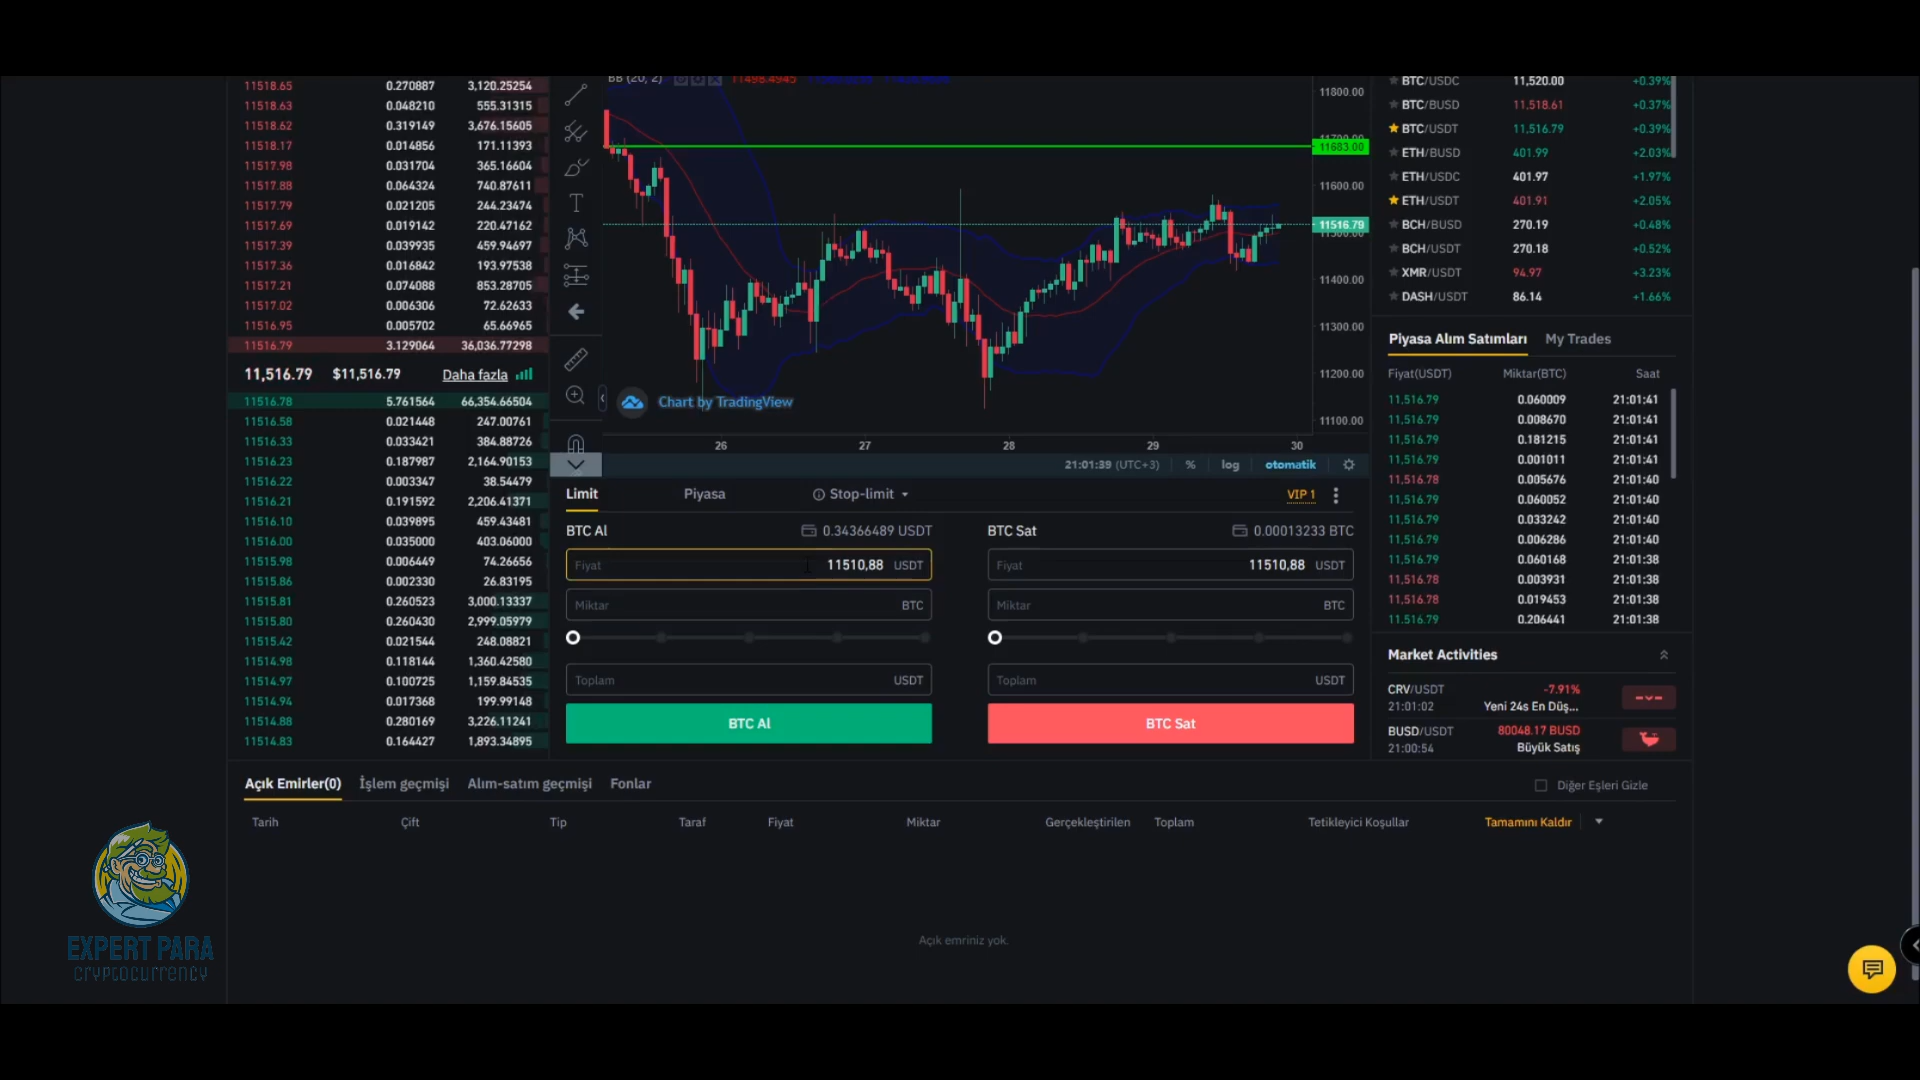 11518.65 0.270887 3,120.25254
11518.63 0.048210 555.31315
11518.62 0.319149 3,676.15605
11518.17 0.014856 171.11393
11517.98 0.031704 365.16604
11517.88 0.064324 740.87611
11517.79 0.021205 244.23474
11517.69 0.019142 220.47162
11517.39 0.039935 459.94697
11517.36 0.016842 193.97538
11517.21 0.074088 853.28705
11517.02 0.006306 72.62633
11516.95 0.005702 65.66965
11516.79 3.129064 36,036.77298
11,516.79 $11,516.79 Daha fazla
11516.78 5.761564 66,354.66504
11516.58 0.021448 247.00761
11516.33 0.033421 384.88726
11516.23 0.187987 2,164.90153
11516.22 0.003347 38.54479
11516.21 0.191592 2,206.41371
11516.10 0.039895 459.43481
11516.00 0.035000 403.06000
11515.98 0.006449 74.26656
11515.86 0.002330 26.83195
11515.81 0.260523 3,000.13337
11515.80 0.260430 2,999.05979
11515.42 0.021544 248.08821
11514.98 0.118144 1,360.42580
11514.97 0.100725 1,159.84535
11514.94 0.017368 199.99148
11514.88 0.280169 3,226.11241
11514.83 0.164427 1,893.34895
BB (20, 2) 11498.4945
11800.00
11700.00
11683.00
11600.00
11516.79
11500.00
11400.00
11300.00
11200.00
11100.00
Chart by TradingView
26 27 28 29 30
21:01:39 (UTC+3) % log otomatik
Limit Piyasa Stop-limit VIP 1
BTC Al 0.34366489 USDT
Fiyat 11510,88 USDT
Miktar BTC
Toplam USDT
BTC Al
BTC Sat 0.00013233 BTC
Fiyat 11510,88 USDT
Miktar BTC
Toplam USDT
BTC Sat
BTC/USDC 11,520.00 +0.39%
BTC/BUSD 11,518.61 +0.37%
BTC/USDT 11,516.79 +0.39%
ETH/BUSD 401.99 +2.03%
ETH/USDC 401.97 +1.97%
ETH/USDT 401.91 +2.05%
BCH/BUSD 270.19 +0.48%
BCH/USDT 270.18 +0.52%
XMR/USDT 94.97 +3.23%
DASH/USDT 86.14 +1.66%
Piyasa Alım Satımları My Trades
Fiyat(USDT) Miktar(BTC) Saat
11,516.79 0.060009 21:01:41
11,516.79 0.008670 21:01:41
11,516.79 0.181215 21:01:41
11,516.79 0.001011 21:01:41
11,516.78 0.005676 21:01:40
11,516.79 0.060052 21:01:40
11,516.79 0.033242 21:01:40
11,516.79 0.006286 21:01:40
11,516.79 0.060168 21:01:38
11,516.78 0.003931 21:01:38
11,516.78 0.019453 21:01:38
11,516.79 0.206441 21:01:38
Market Activities
CRV/USDT -7.91%
21:01:02 Yeni 24s En Düş...
BUSD/USDT 80048.17 BUSD
21:00:54 Büyük Satış
Açık Emirler(0) İşlem geçmişi Alım-satım geçmişi Fonlar Diğer Eşleri Gizle
Tarih Çift Tip Taraf Fiyat Miktar Gerçekleştirilen Toplam Tetikleyici Koşullar Tamamını Kaldır
Açık emriniz yok.
EXPERT PARA
CRYPTOCURRENCY